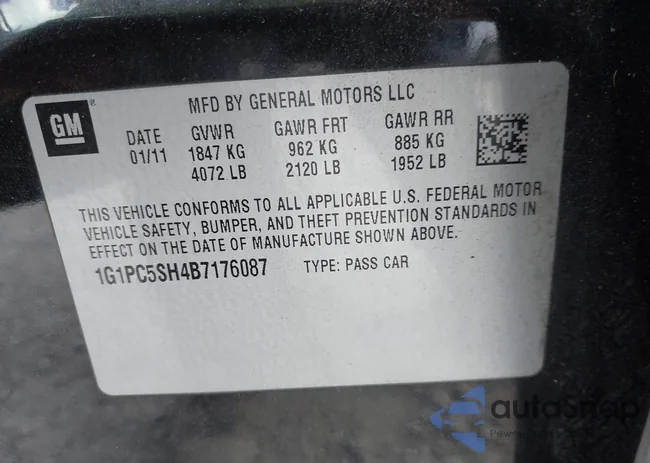 GM
MFD BY GENERAL MOTORS LLC
DATE GVWR GAWR FRT GAWR RR
01/11 1847 KG 962 KG 885 KG
4072 LB 2120 LB 1952 LB
THIS VEHICLE CONFORMS TO ALL APPLICABLE U.S. FEDERAL MOTOR
VEHICLE SAFETY, BUMPER, AND THEFT PREVENTION STANDARDS IN
EFFECT ON THE DATE OF MANUFACTURE SHOWN ABOVE.
1G1PC5SH4B7176087 TYPE: PASS CAR
autoSnap